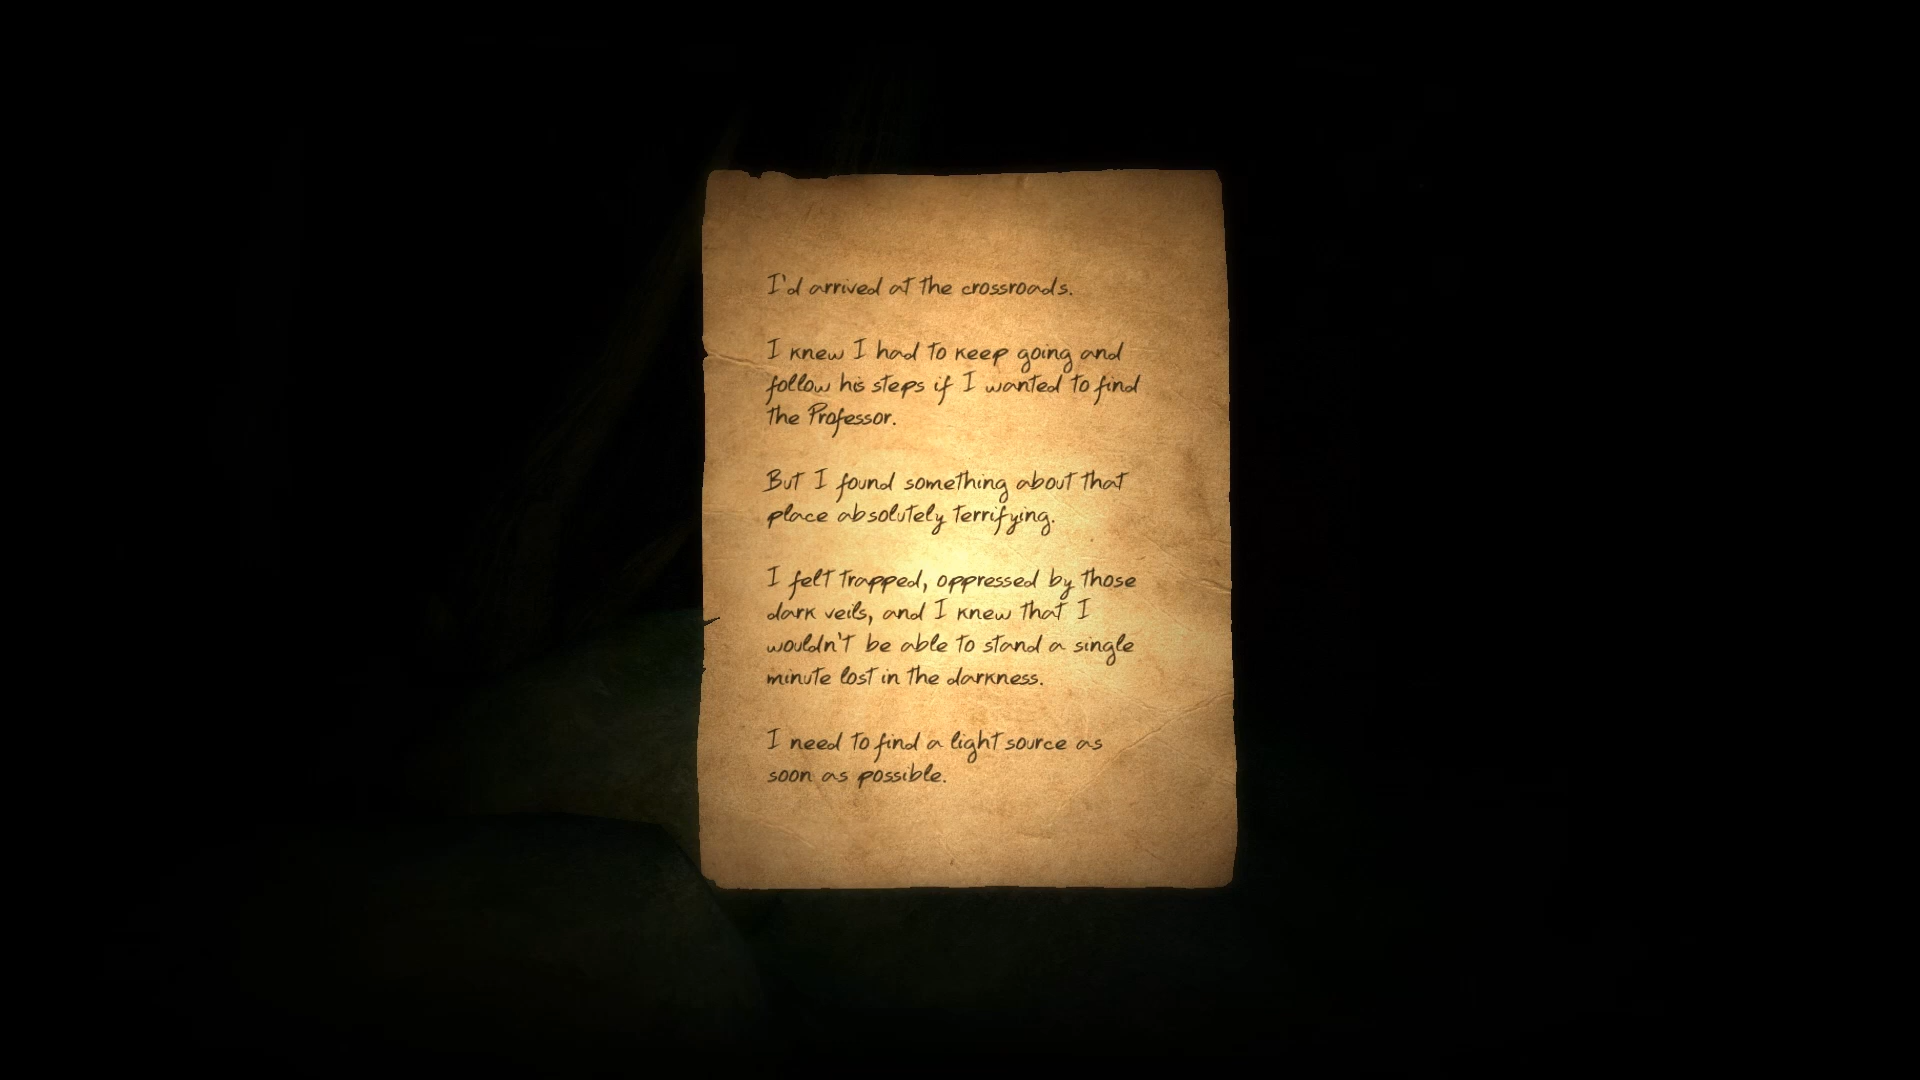 I'd arrived at the crossroads.
I knew I had to keep going and
follow his steps if I wanted to find
the Professor.
But I found something about that
place absolutely terrifying.
I felt trapped, oppressed by those
dark veils, and I knew that I
wouldn't be able to stand a single
minute lost in the darkness.
I need to find a light source as
soon as possible.